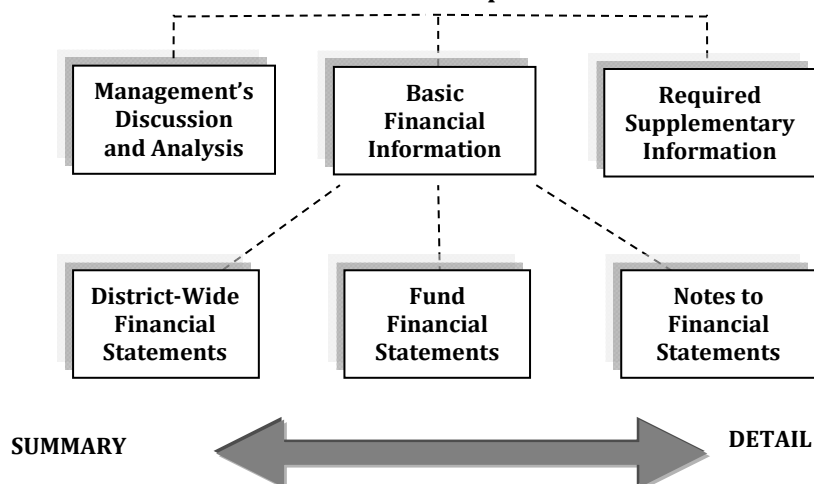 Management’s
Discussion
and Analysis
Basic
Financial
Information
Required
Supplementary
Information
District-Wide
Financial
Statements
Fund
Financial
Statements
Notes to
Financial
Statements
SUMMARY
DETAIL